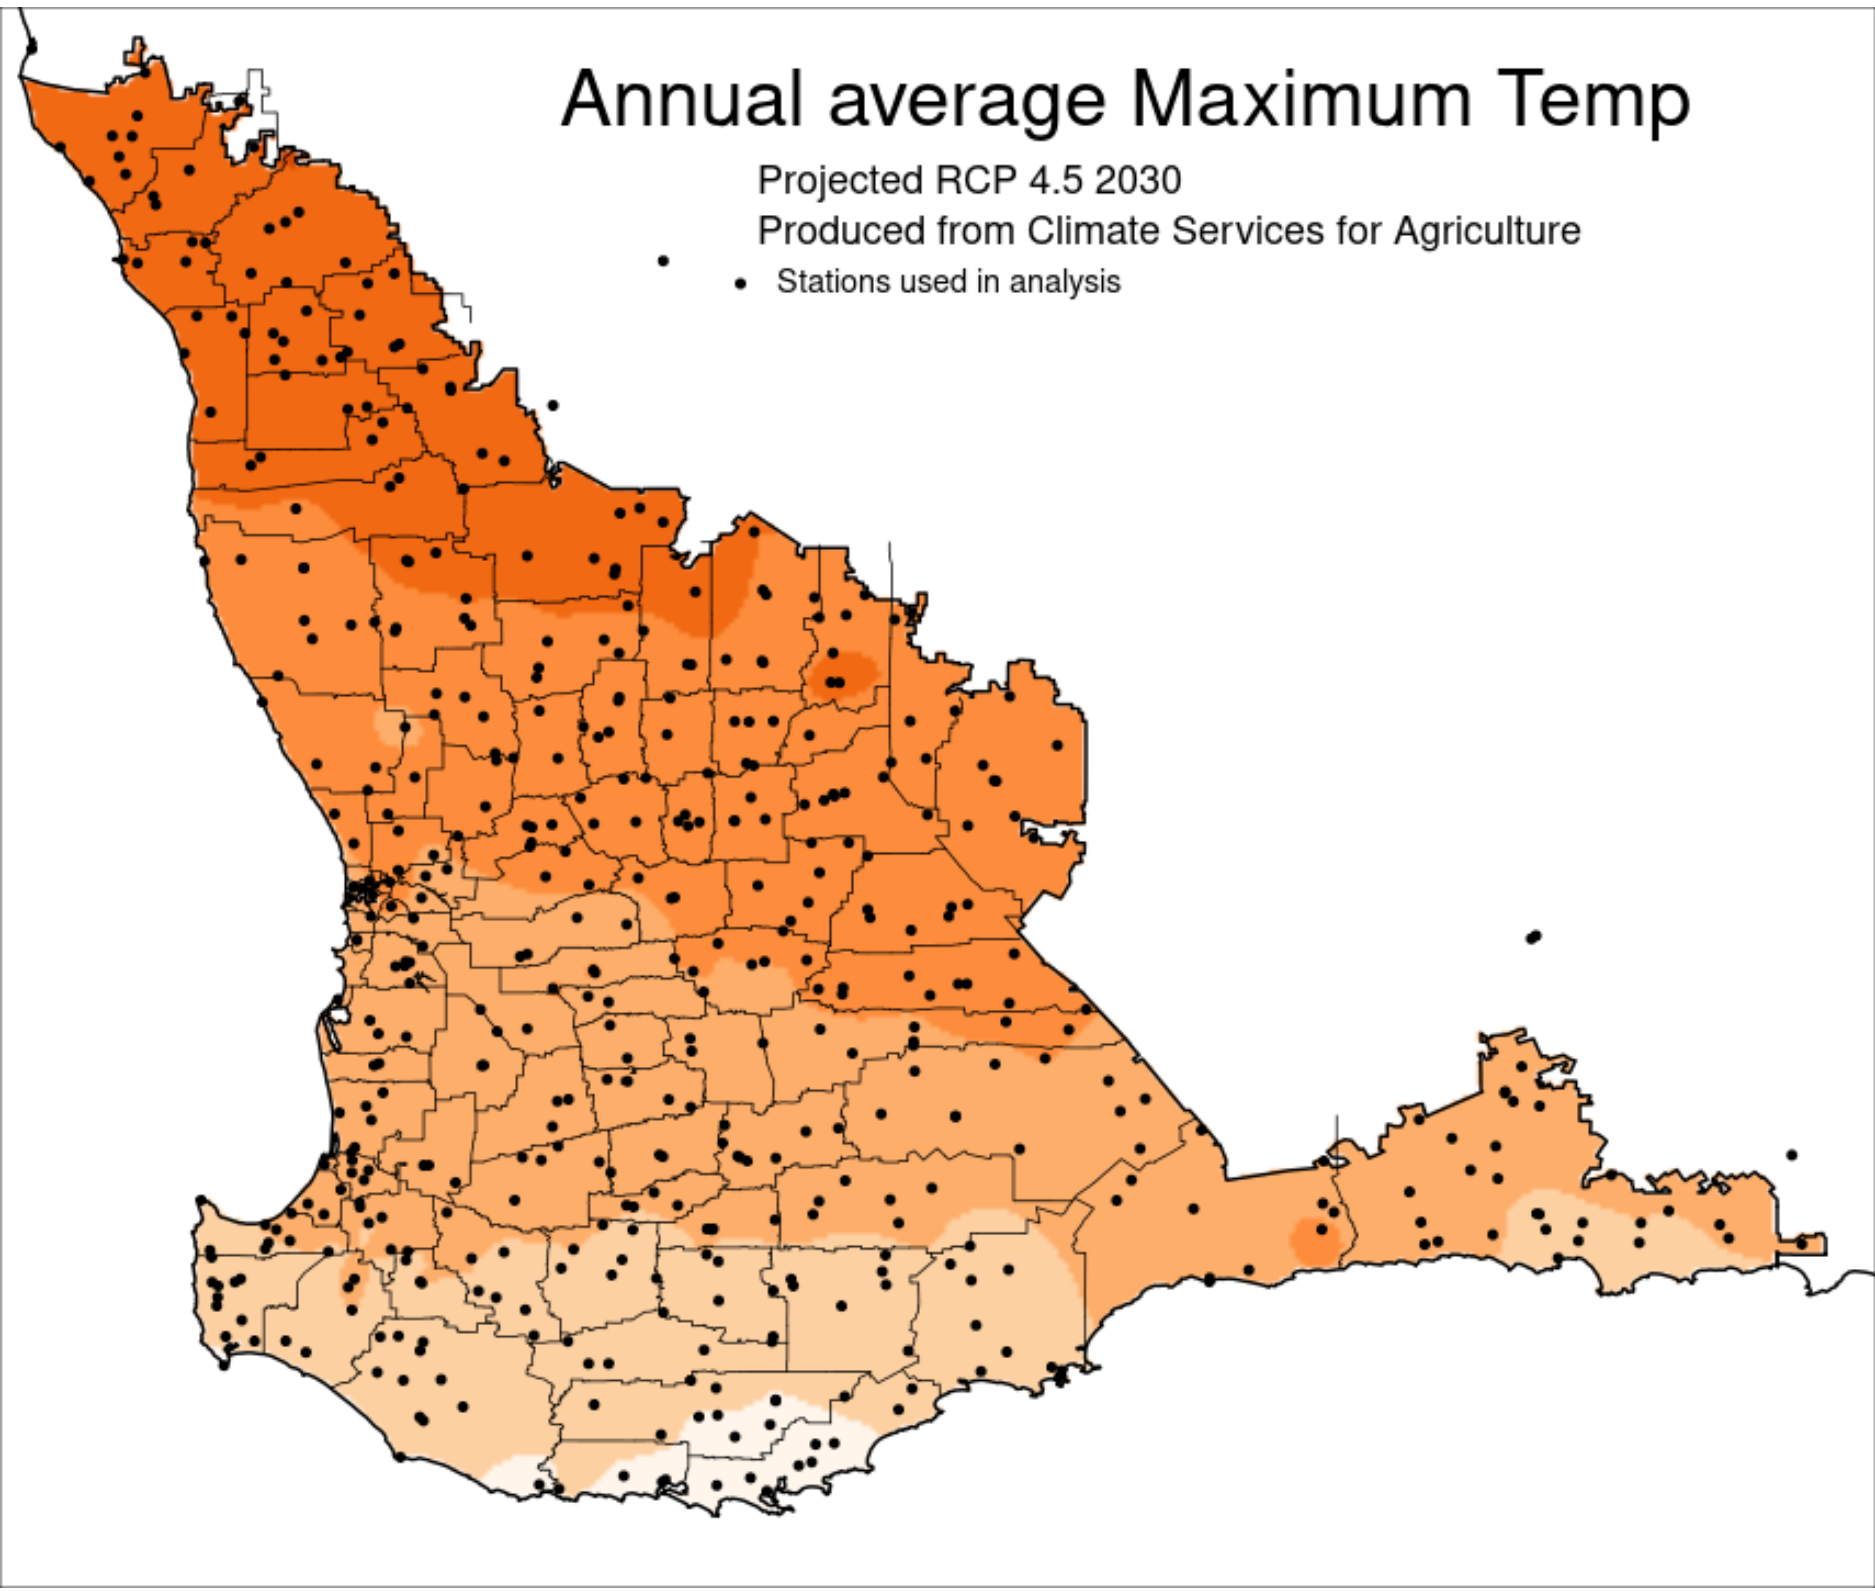 Annual average Maximum Temp
Projected RCP 4.5 2030
Produced from Climate Services for Agriculture
Stations used in analysis